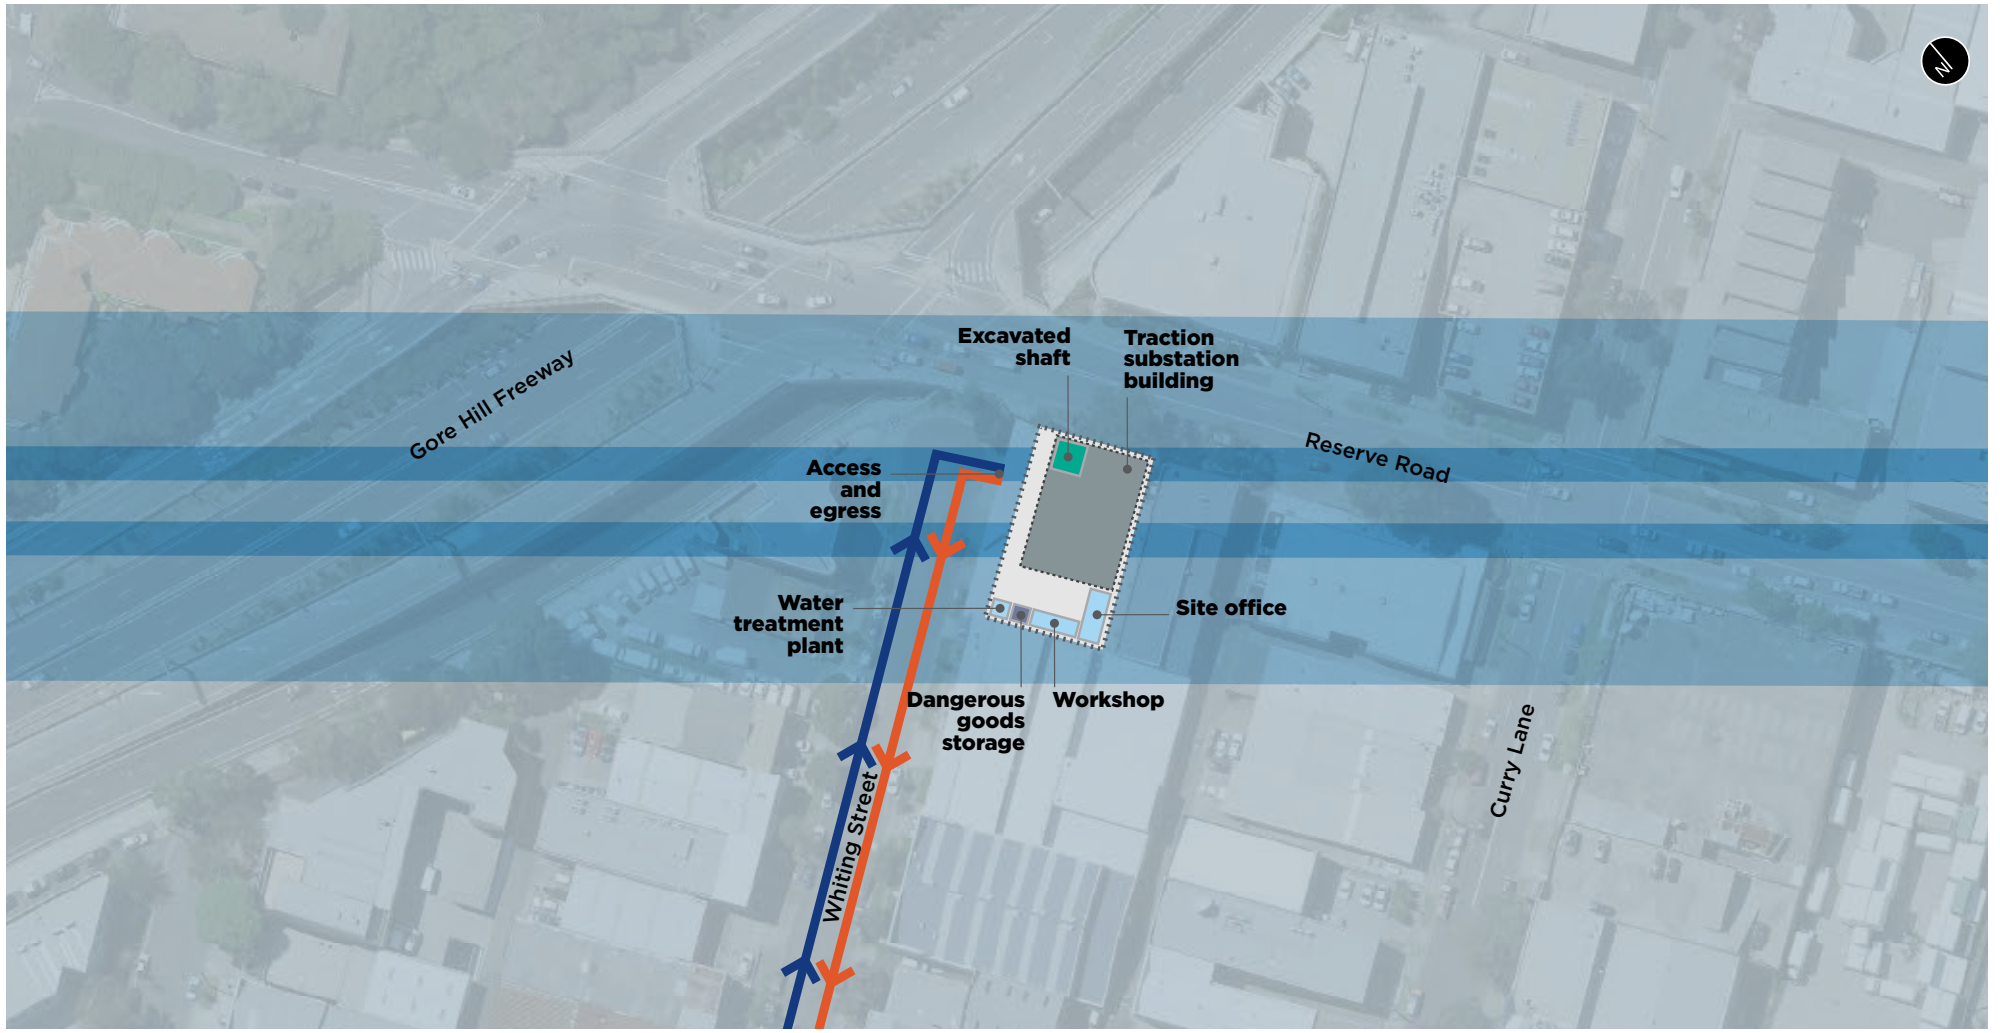 N
Excavated
shaft
Traction
substation
building
Gore Hill Freeway
Reserve Road
Access
and
egress
Water
treatment
plant
Site office
Dangerous
goods
storage
Workshop
Curry Lane
Whiting Street